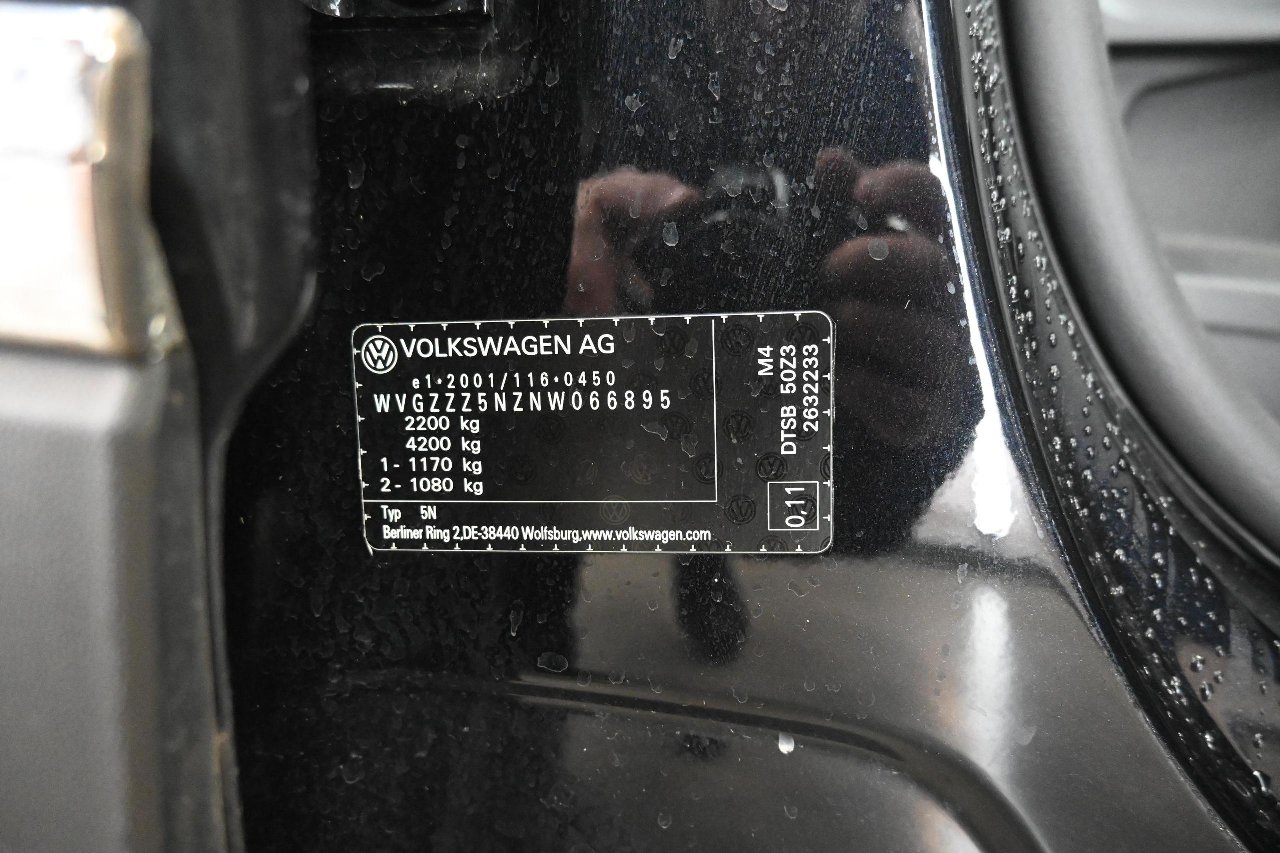 VOLKSWAGEN AG
e1*2001/116*0450
WVGZZZ5NZNW066895
2200 kg
4200 kg
1- 1170 kg
2- 1080 kg
Typ 5N
Berliner Ring 2,DE-38440 Wolfsburg,www.volkswagen.com
M4
DTSB 50Z3
2632233
0,11